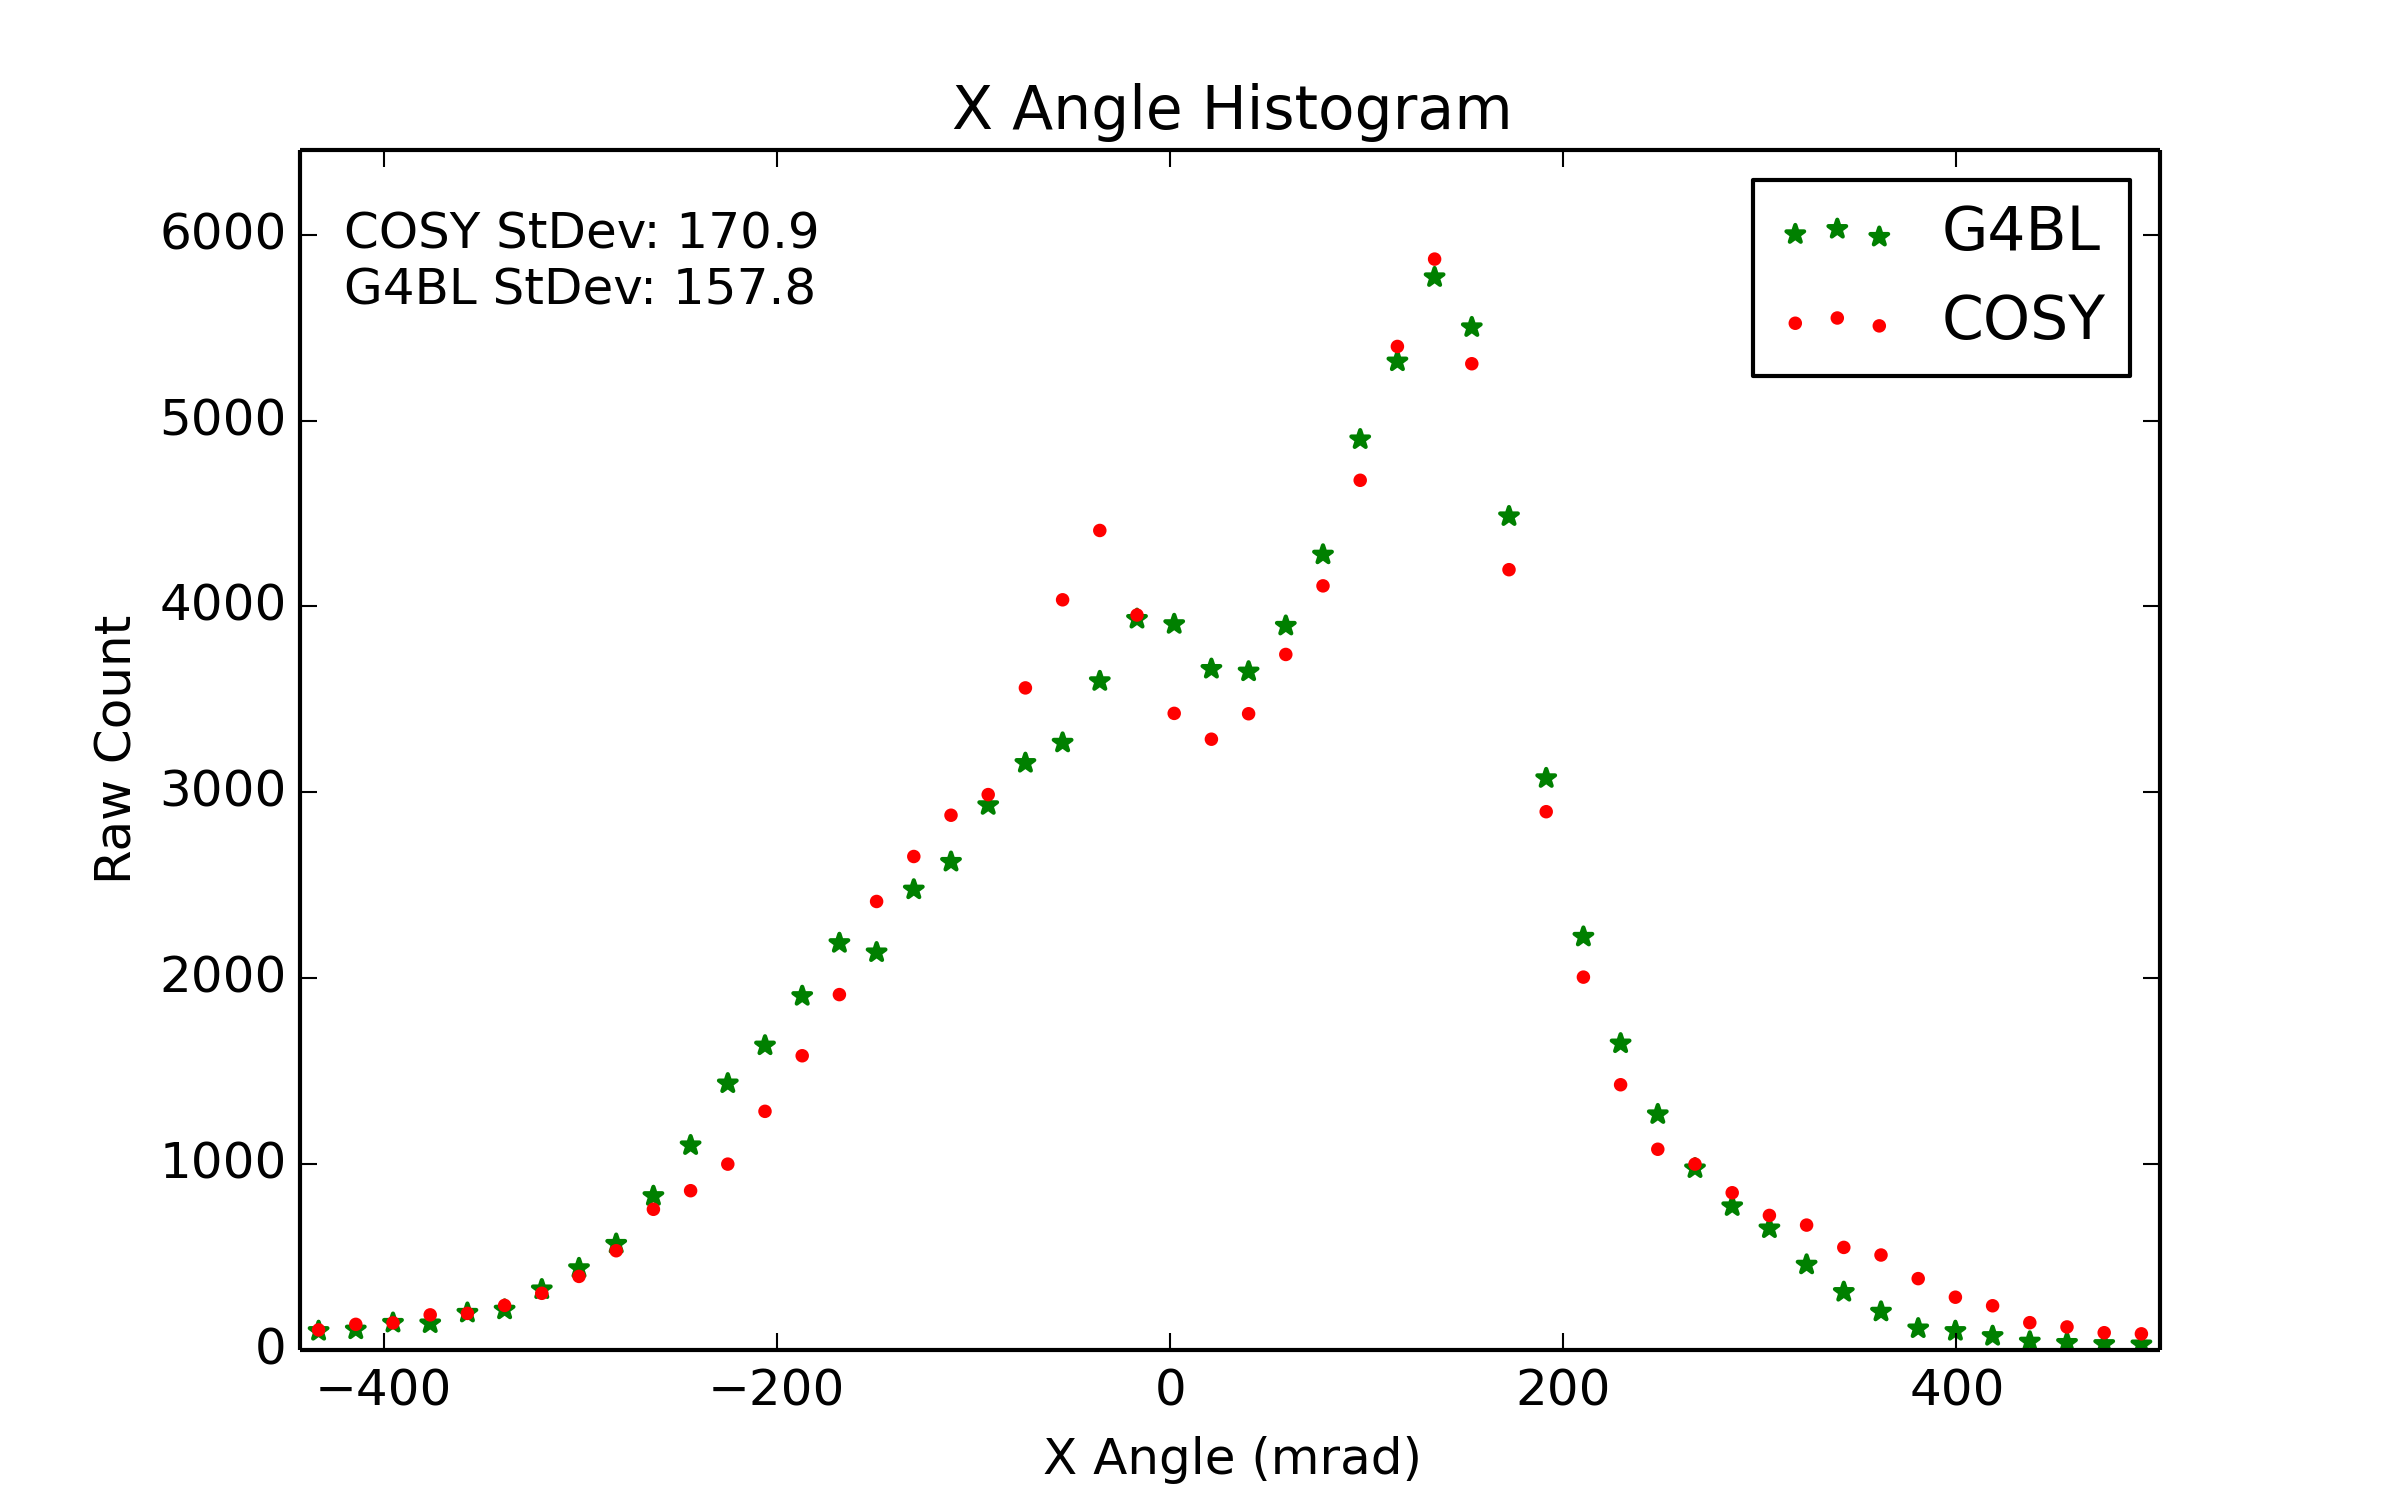 X Angle Histogram
COSY StDev: 170.9
G4BL StDev: 157.8
G4BL
COSY
6000
5000
4000
3000
2000
1000
0
Raw Count
−400 −200 0 200 400
X Angle (mrad)